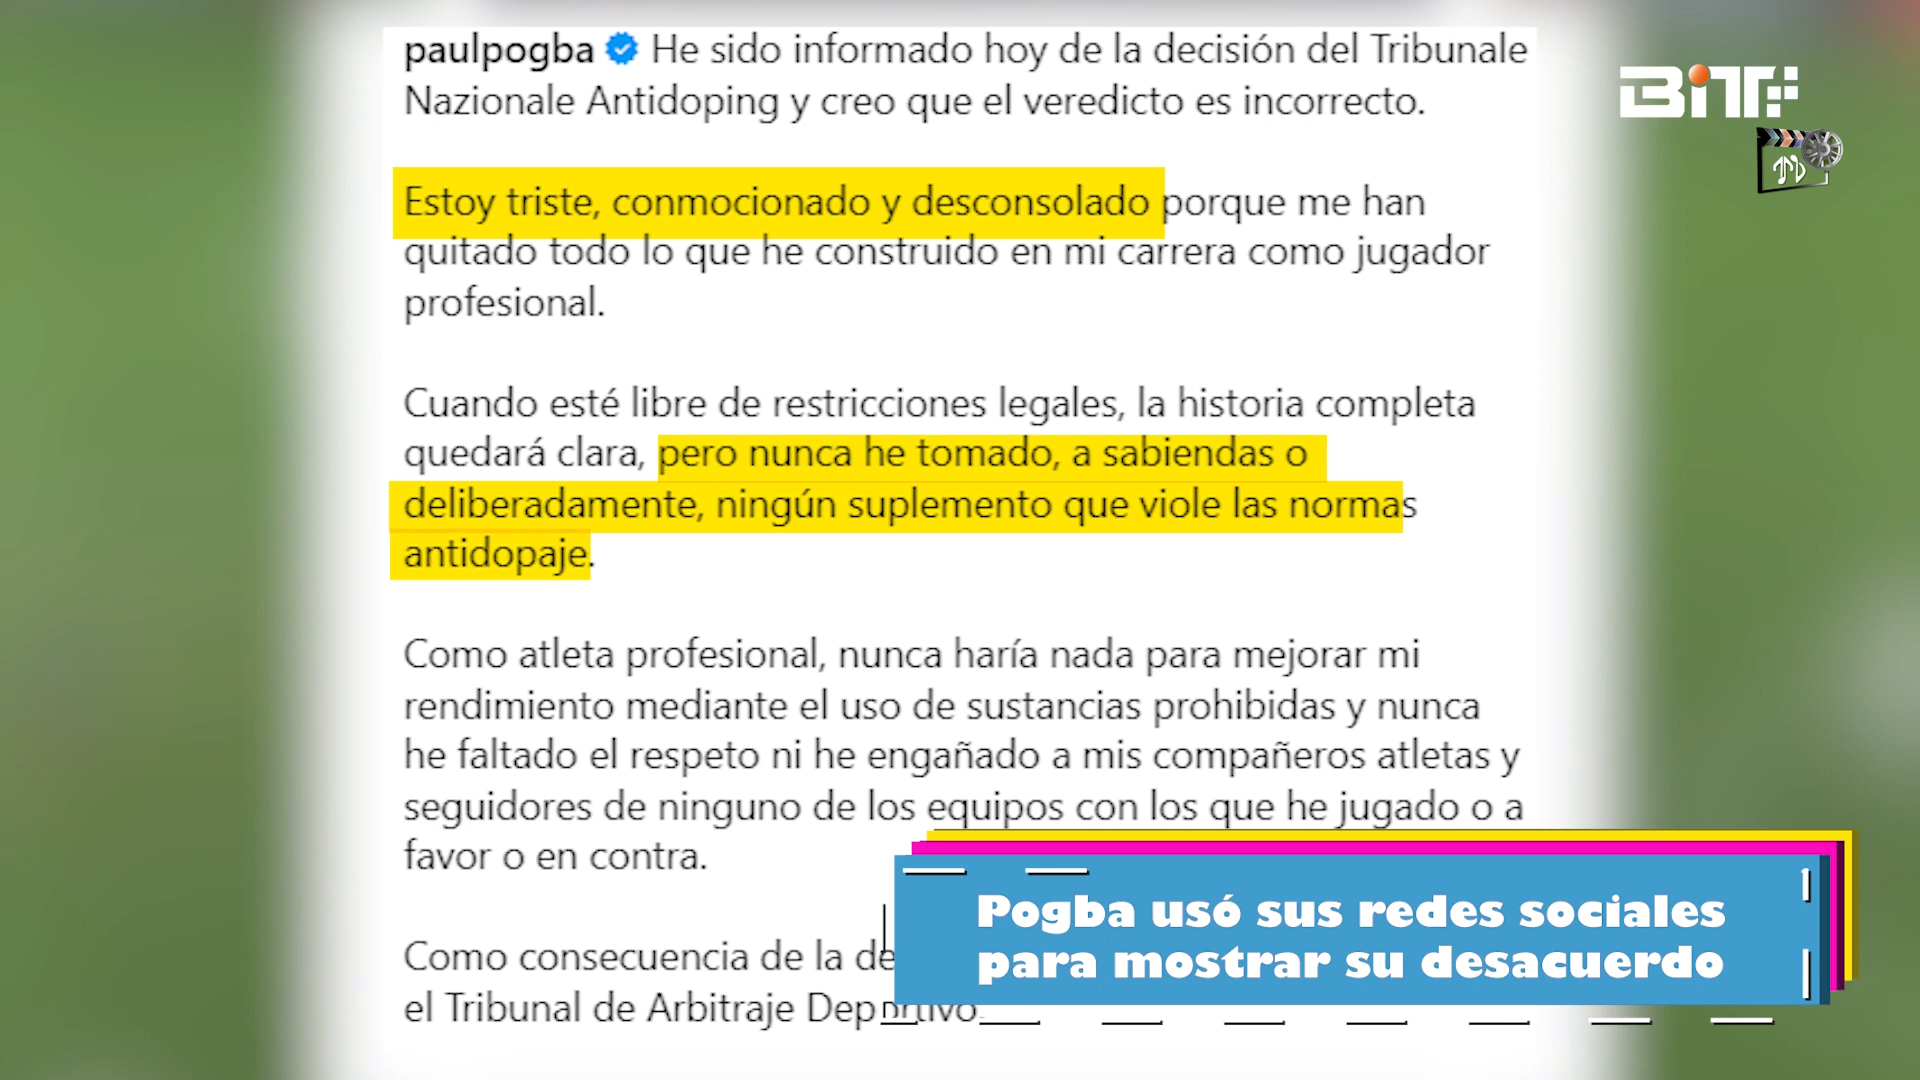 paulpogba He sido informado hoy de la decisión del Tribunale
Nazionale Antidoping y creo que el veredicto es incorrecto.
Estoy triste, conmocionado y desconsolado porque me han
quitado todo lo que he construido en mi carrera como jugador
profesional.
Cuando esté libre de restricciones legales, la historia completa
quedará clara, pero nunca he tomado, a sabiendas o
deliberadamente, ningún suplemento que viole las normas
antidopaje.
Como atleta profesional, nunca haría nada para mejorar mi
rendimiento mediante el uso de sustancias prohibidas y nunca
he faltado el respeto ni he engañado a mis compañeros atletas y
seguidores de ninguno de los equipos con los que he jugado o a
favor o en contra.
Como consecuencia de la
el Tribunal de Arbitraje Deportivo.
Pogba usó sus redes sociales
para mostrar su desacuerdo
BiT